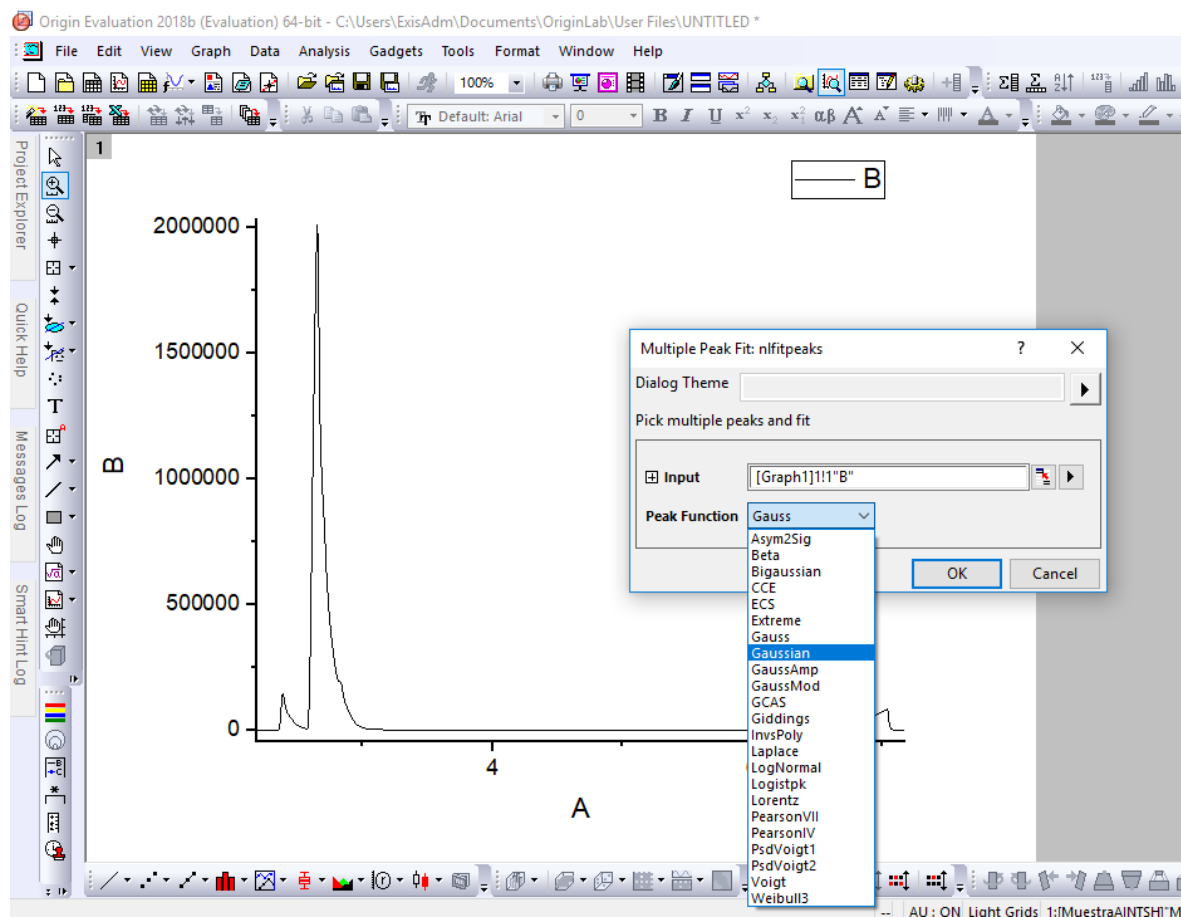 Origin Evaluation 2018b (Evaluation) 64-bit - C:\Users\ExisAdm\Documents\OriginLab\User Files\UNTITLED *
File Edit View Graph Data Analysis Gadgets Tools Format Window Help
100%
Default: Arial 0 B I U x² x₂ αβ A A A
Project Explorer
Quick Help
Messages Log
Smart Hint Log
T
1
B
2000000
1500000
1000000
500000
0
B
4
A
Multiple Peak Fit: nlfitpeaks ? X
Dialog Theme
Pick multiple peaks and fit
Input [Graph1]1!1"B"
Peak Function Gauss
Asym2Sig
Beta
Bigaussian
CCE
ECS
Extreme
Gauss
Gaussian
GaussAmp
GaussMod
GCAS
Giddings
InvsPoly
Laplace
LogNormal
Logistpk
Lorentz
PearsonVII
PearsonIV
PsdVoigt1
PsdVoigt2
Voigt
Weibull3
OK Cancel
-- AU : ON Light Grids 1:[MuestraAINTSH]"M